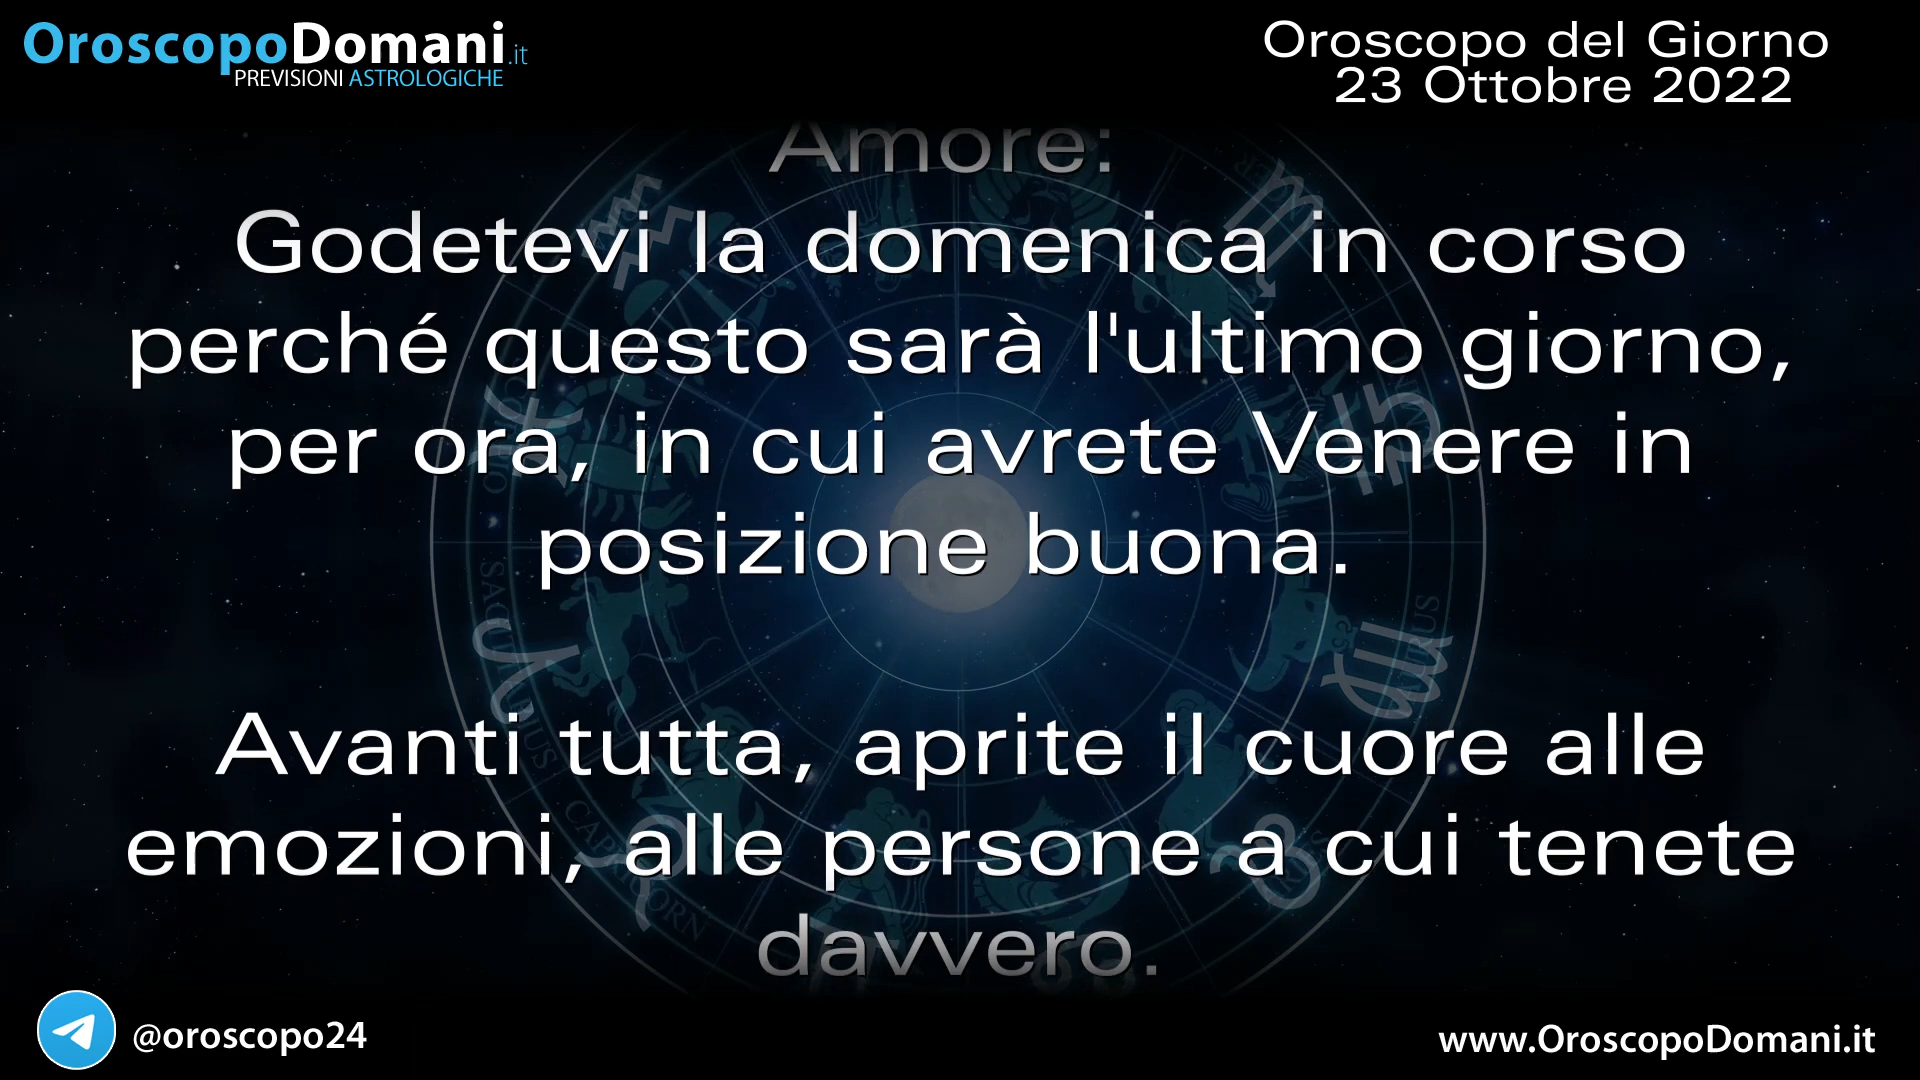 OroscopoDomani.it
PREVISIONI ASTROLOGICHE
Oroscopo del Giorno
23 Ottobre 2022
Amore:
Godetevi la domenica in corso
perché questo sarà l'ultimo giorno,
per ora, in cui avrete Venere in
posizione buona.
Avanti tutta, aprite il cuore alle
emozioni, alle persone a cui tenete
davvero.
@oroscopo24
www.OroscopoDomani.it